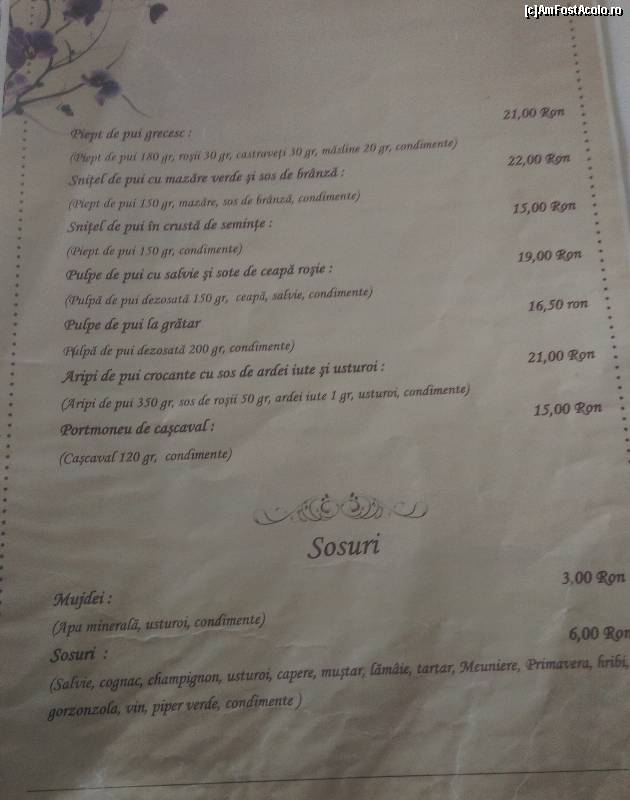 [c]AmFostAcolo.ro
21,00 Ron
Piept de pui grecesc :
(Piept de pui 180 gr, roșii 30 gr, castraveți 30 gr, măsline 20 gr, condimente)
22,00 Ron
Snițel de pui cu mazăre verde și sos de brânză :
(Piept de pui 150 gr, mazăre, sos de brânză, condimente)
15,00 Ron
Snițel de pui în crustă de semințe :
(Piept de pui 150 gr, condimente)
19,00 Ron
Pulpe de pui cu salvie și sote de ceapă roșie :
(Pulpă de pui dezosată 150 gr, ceapă, salvie, condimente)
16,50 ron
Pulpe de pui la grătar
Pulpă de pui dezosată 200 gr, condimente)
21,00 Ron
Aripi de pui crocante cu sos de ardei iute și usturoi :
(Aripi de pui 350 gr, sos de roșii 50 gr, ardei iute 1 gr, usturoi, condimente)
15,00 Ron
Portmoneu de cașcaval :
(Cașcaval 120 gr, condimente)
Sosuri
3,00 Ron
Mujdei :
(Apa minerală, usturoi, condimente)
6,00 Ron
Sosuri :
(Salvie, cognac, champignon, usturoi, capere, muștar, lămâie, tartar, Meuniere, Primavera, hribi,
gorzonzola, vin, piper verde, condimente )